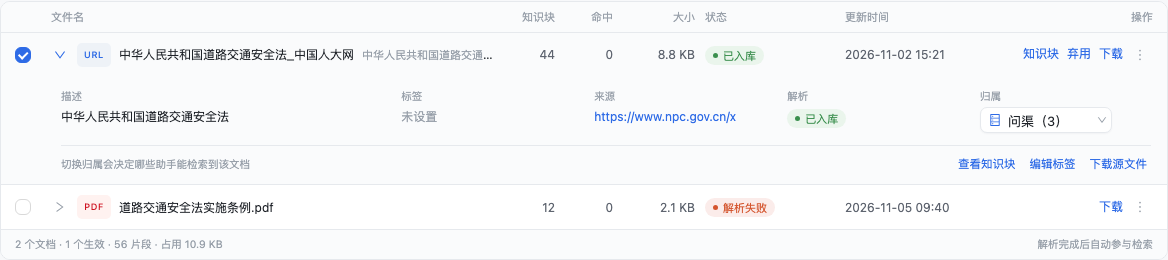 文件名 知识块 命中 大小 状态 更新时间 操作
URL 中华人民共和国道路交通安全法_中国人大网 中华人民共和国道路交通... 44 0 8.8 KB 已入库 2026-11-02 15:21 知识块 弃用 下载
描述 标签 来源 解析 归属
中华人民共和国道路交通安全法 未设置 https://www.npc.gov.cn/x 已入库 问渠（3）
切换归属会决定哪些助手能检索到该文档 查看知识块 编辑标签 下载源文件
PDF 道路交通安全法实施条例.pdf 12 0 2.1 KB 解析失败 2026-11-05 09:40 下载
2 个文档 · 1 个生效 · 56 片段 · 占用 10.9 KB 解析完成后自动参与检索